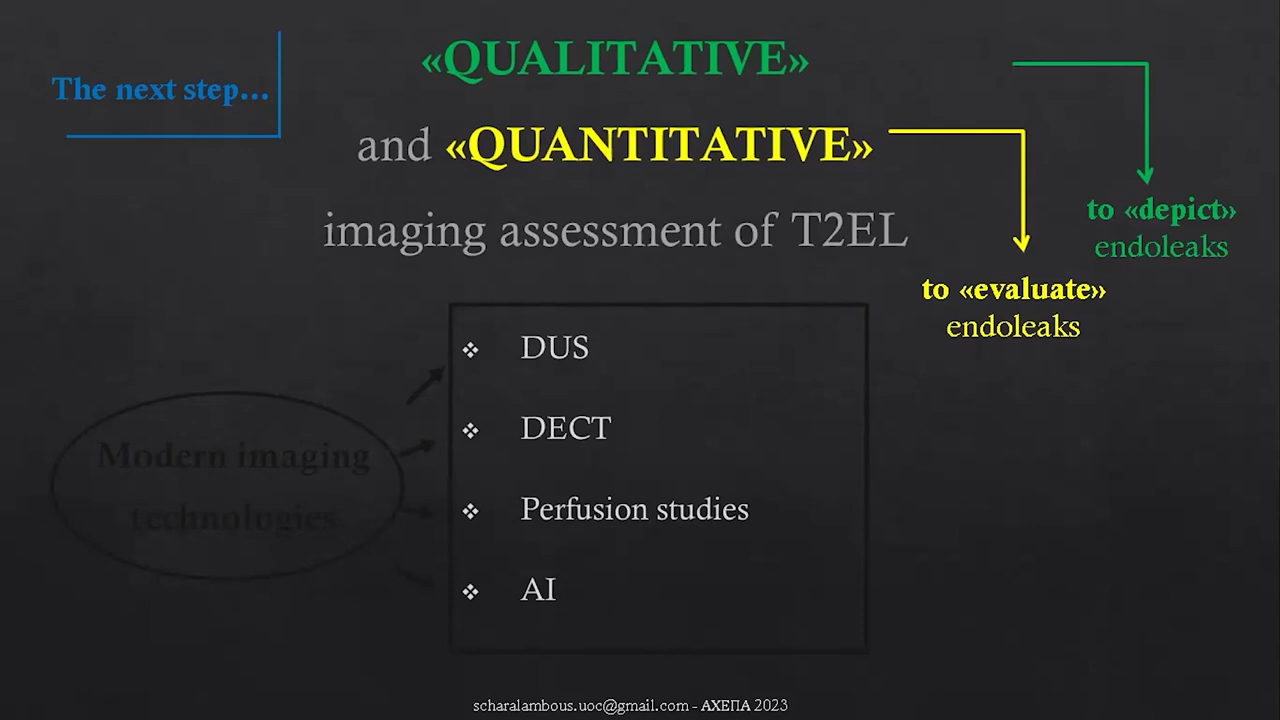 The next step...
«QUALITATIVE»
and «QUANTITATIVE»
imaging assessment of T2EL
to «depict»
endoleaks
to «evaluate»
endoleaks
Modern imaging
technologies
DUS
DECT
Perfusion studies
AI
scharalambous.uoc@gmail.com - ΑΧΕΠΑ 2023